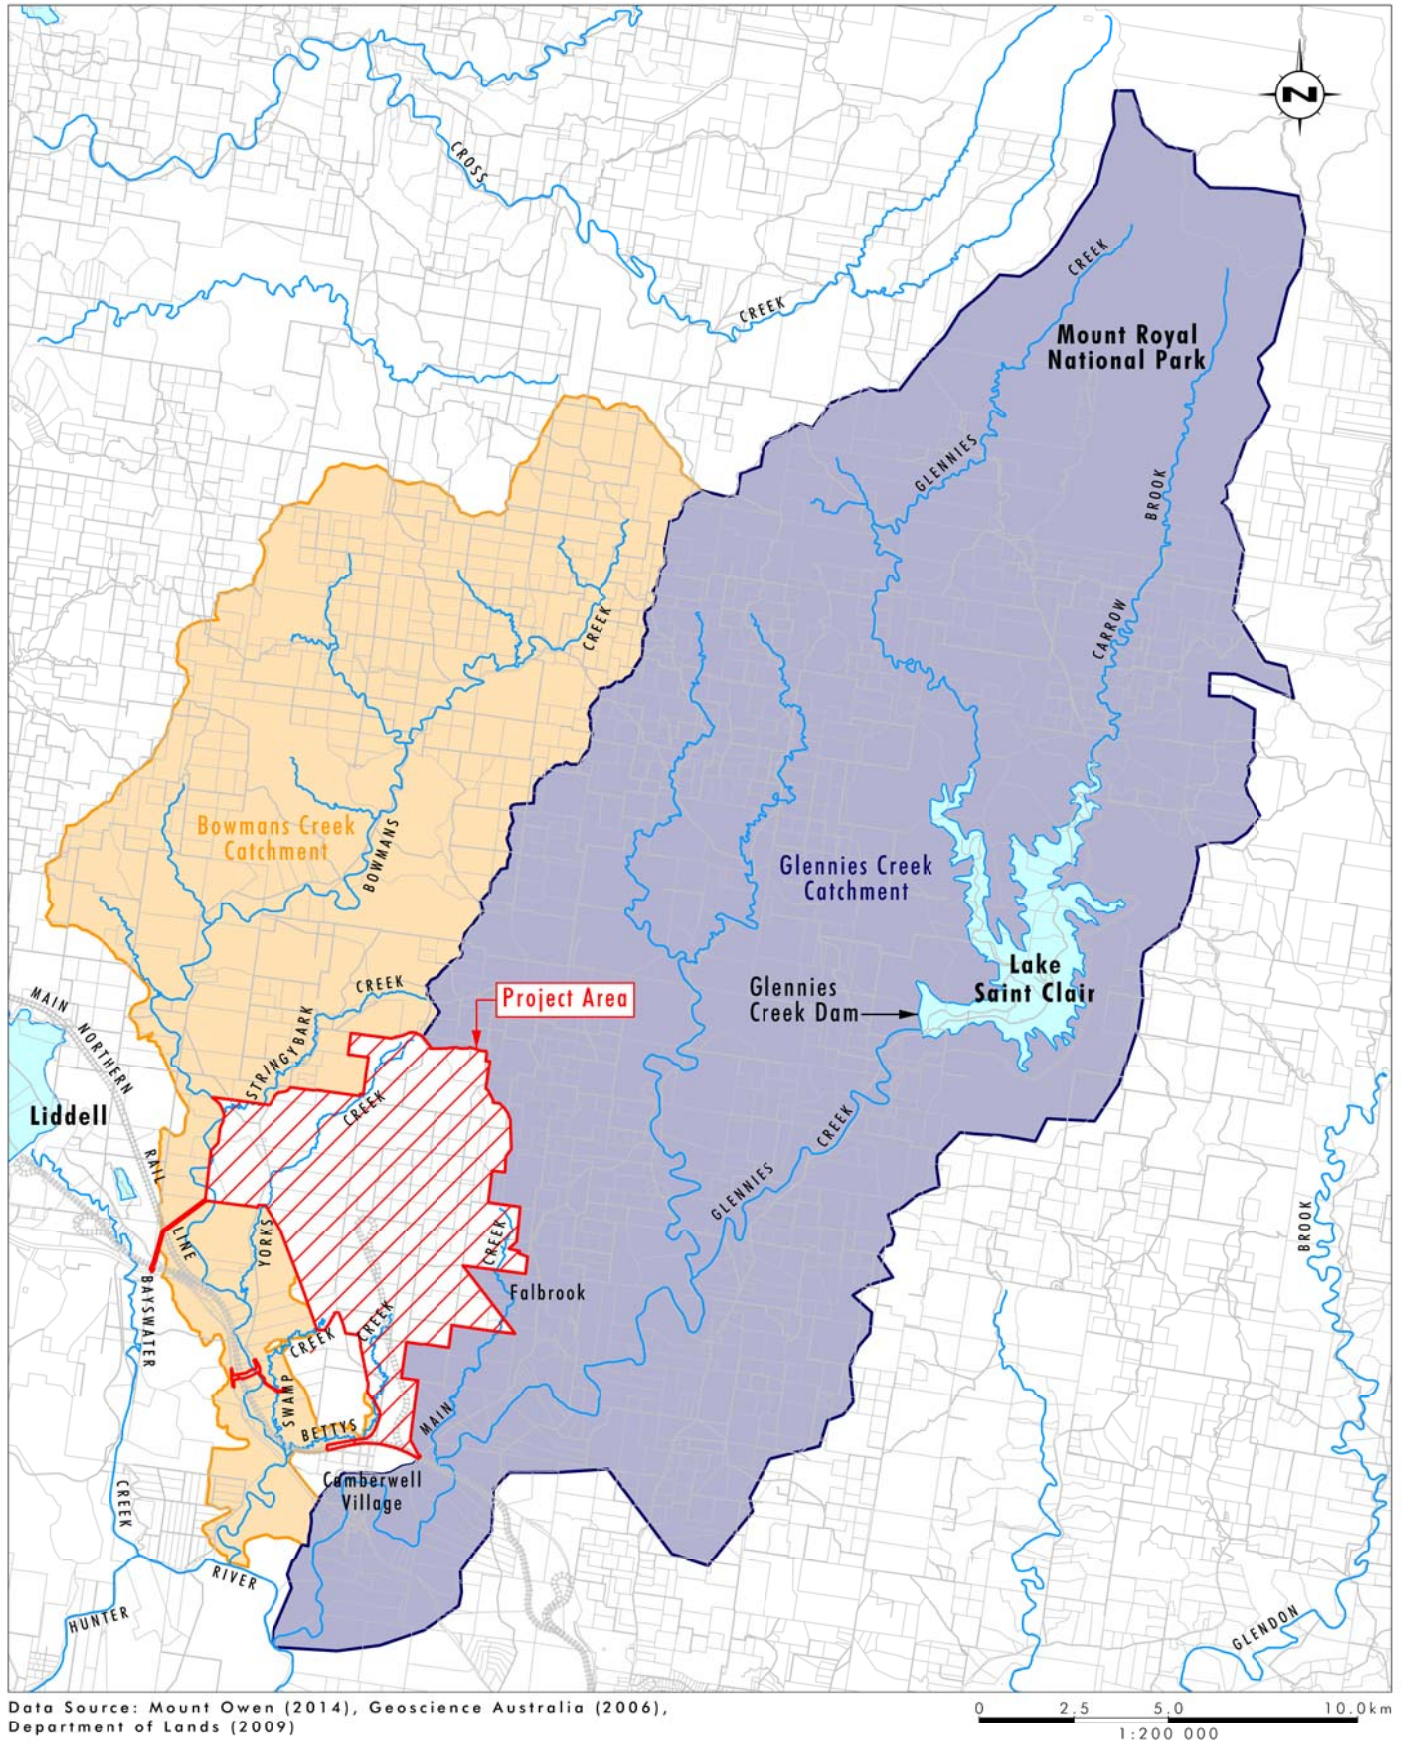 N
CROSS
CREEK
CREEK
Mount Royal
National Park
GLENNIES
BROOK
CARROW
CREEK
Bowmans Creek
Catchment
BOWMANS
Glennies Creek
Catchment
Lake
Saint Clair
Glennies
Creek Dam
CREEK
STRINGYBARK
Project Area
MAIN
NORTHERN
RAIL
LINE
Liddell
CREEK
CREEK
GLENNIES
YORKS
CREEK
Falbrook
BROOK
BAYSWATER
CREEK
CREEK
SWAMP
BETTYS
MAIN
Camberwell
Village
CREEK
RIVER
HUNTER
GLENDON
Data Source: Mount Owen (2014), Geoscience Australia (2006),
Department of Lands (2009)
0 2.5 5.0 10.0km
1:200 000